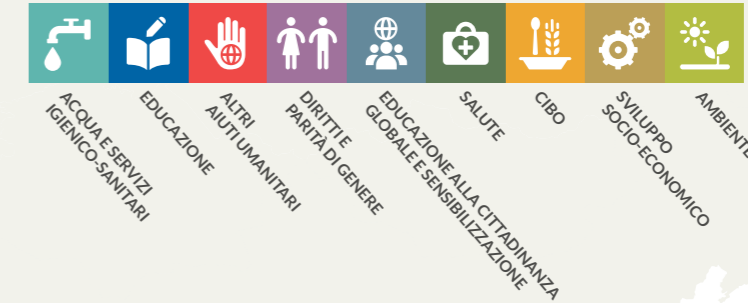 ACQUA E SERVIZI
IGIENICO-SANITARI
EDUCAZIONE
ALTRI
AIUTI UMANITARI
DIRITTI E
PARITÀ DI GENERE
EDUCAZIONE ALLA CITTADINANZA
GLOBALE E SENSIBILIZZAZIONE
SALUTE
CIBO
SVILUPPO
SOCIO-ECONOMICO
AMBIENTE